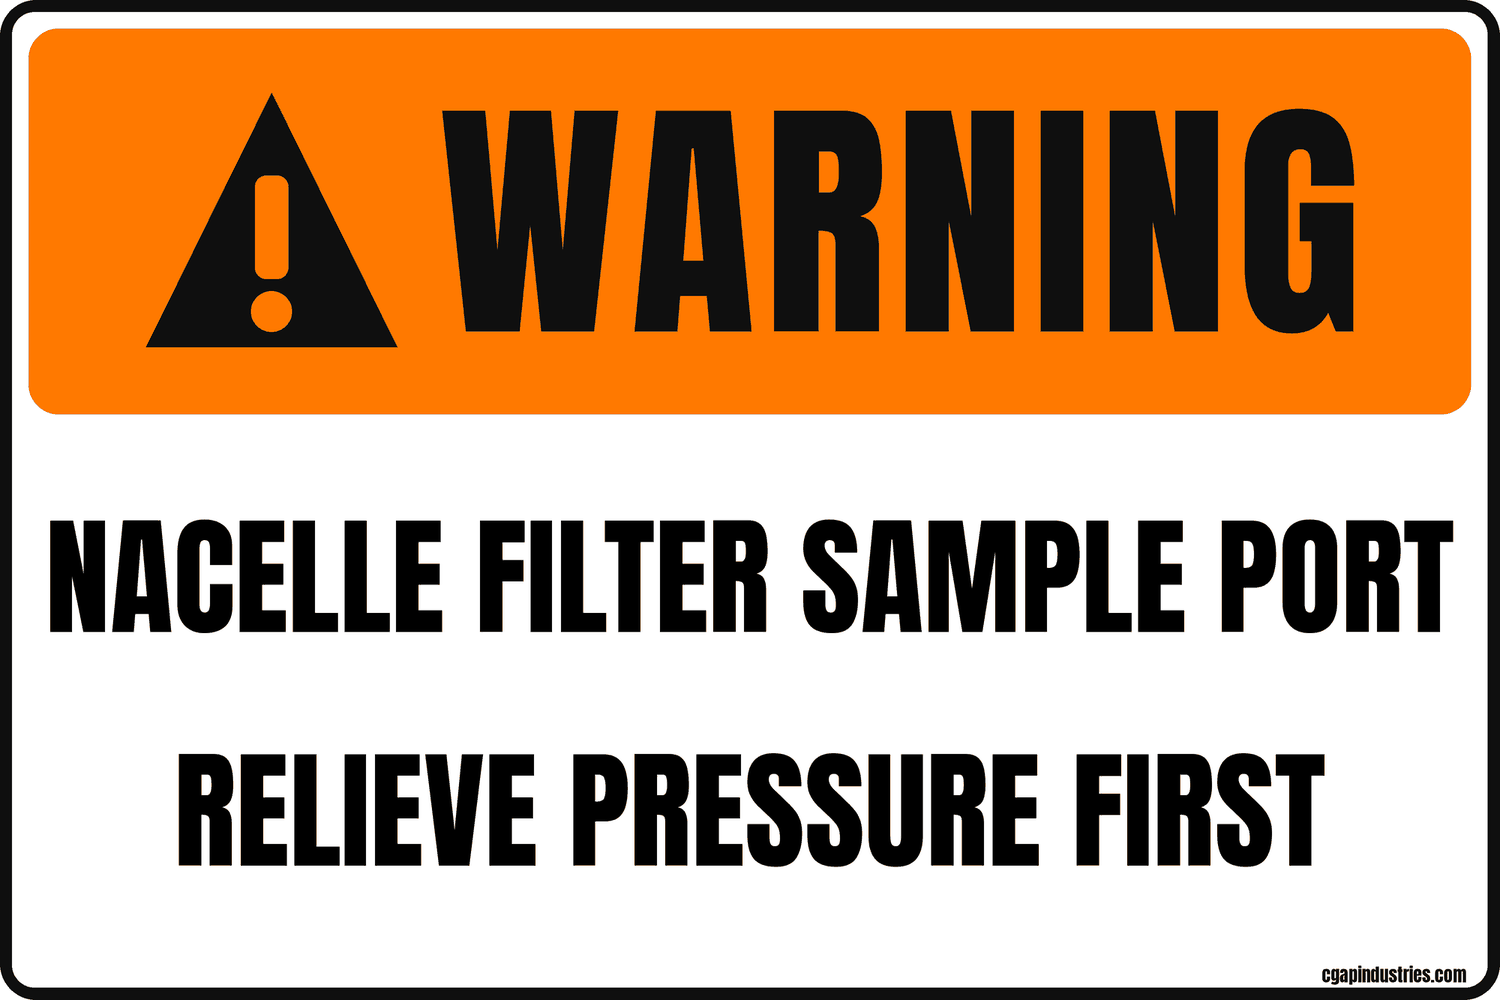 WARNING
NACELLE FILTER SAMPLE PORT
RELIEVE PRESSURE FIRST
cgapindustries.com